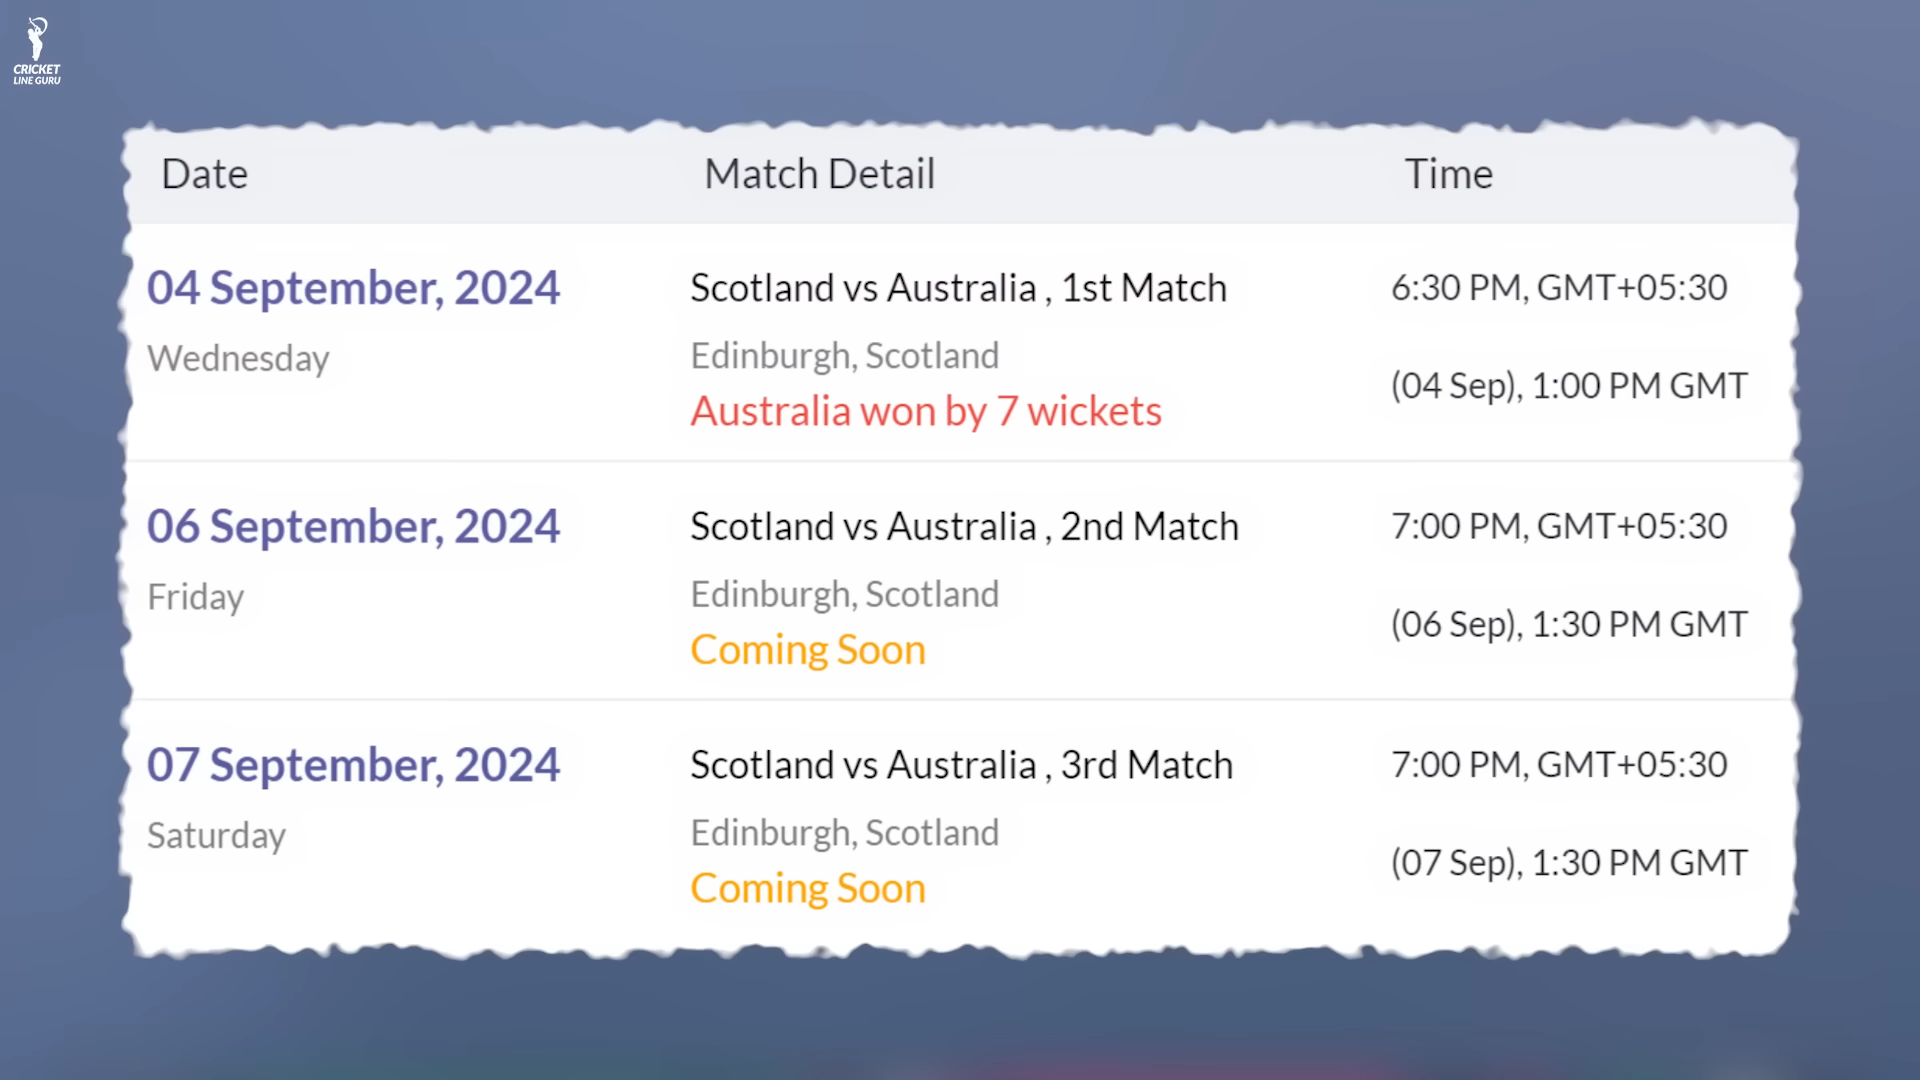 CRICKET
LINE GURU
Date Match Detail Time
04 September, 2024 Scotland vs Australia , 1st Match 6:30 PM, GMT+05:30
Wednesday Edinburgh, Scotland (04 Sep), 1:00 PM GMT
Australia won by 7 wickets
06 September, 2024 Scotland vs Australia , 2nd Match 7:00 PM, GMT+05:30
Friday Edinburgh, Scotland (06 Sep), 1:30 PM GMT
Coming Soon
07 September, 2024 Scotland vs Australia , 3rd Match 7:00 PM, GMT+05:30
Saturday Edinburgh, Scotland (07 Sep), 1:30 PM GMT
Coming Soon